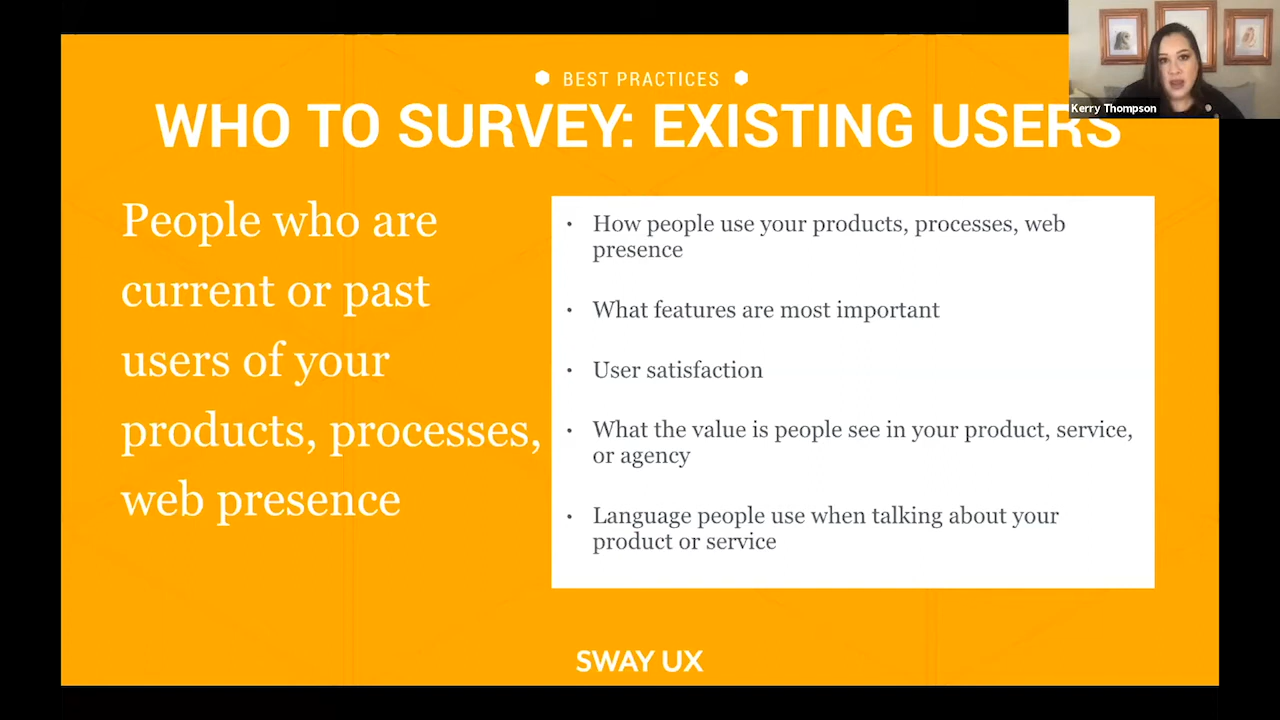 BEST PRACTICES
WHO TO SURVEY: EXISTING USERS
Kerry Thompson
People who are
current or past
users of your
products, processes,
web presence
• How people use your products, processes, web
presence
• What features are most important
• User satisfaction
• What the value is people see in your product, service,
or agency
• Language people use when talking about your
product or service
SWAY UX